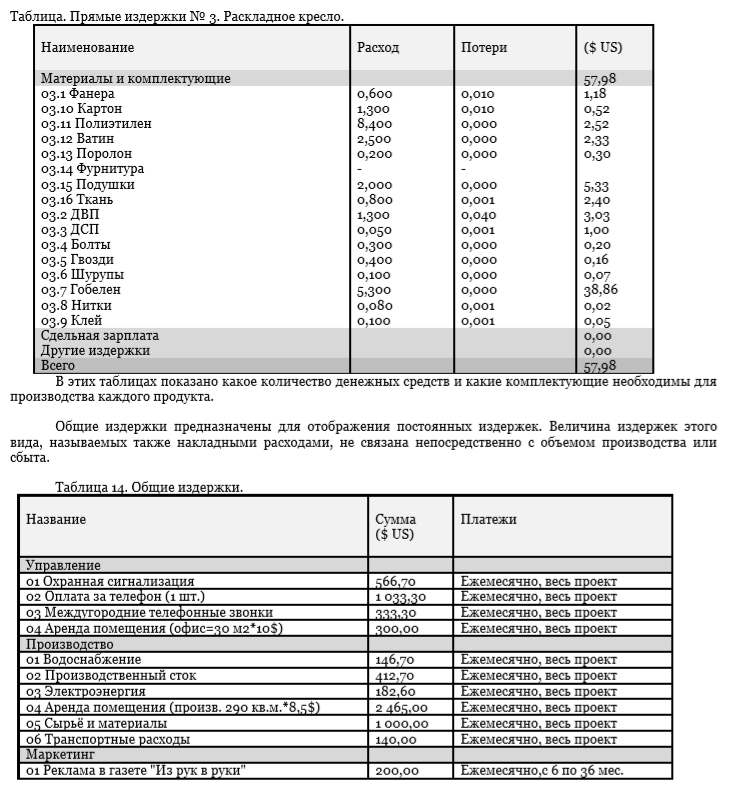 Таблица. Прямые издержки № 3. Раскладное кресло.
Наименование Расход Потери ($ US)
Материалы и комплектующие 57,98
03.1 Фанера 0,600 0,010 1,18
03.10 Картон 1,300 0,010 0,52
03.11 Полиэтилен 8,400 0,000 2,52
03.12 Ватин 2,500 0,000 2,33
03.13 Поролон 0,200 0,000 0,30
03.14 Фурнитура - -
03.15 Подушки 2,000 0,000 5,33
03.16 Ткань 0,800 0,001 2,40
03.2 ДВП 1,300 0,040 3,03
03.3 ДСП 0,050 0,001 1,00
03.4 Болты 0,300 0,000 0,20
03.5 Гвозди 0,400 0,000 0,16
03.6 Шурупы 0,100 0,000 0,07
03.7 Гобелен 5,300 0,000 38,86
03.8 Нитки 0,080 0,001 0,02
03.9 Клей 0,100 0,001 0,05
Сдельная зарплата 0,00
Другие издержки 0,00
Всего 57,98
В этих таблицах показано какое количество денежных средств и какие комплектующие необходимы для
производства каждого продукта.
Общие издержки предназначены для отображения постоянных издержек. Величина издержек этого
вида, называемых также накладными расходами, не связана непосредственно с объемом производства или
сбыта.
Таблица 14. Общие издержки.
Название Сумма Платежи
($ US)
Управление
01 Охранная сигнализация 566,70 Ежемесячно, весь проект
02 Оплата за телефон (1 шт.) 1 033,30 Ежемесячно, весь проект
03 Междугородние телефонные звонки 333,30 Ежемесячно, весь проект
04 Аренда помещения (офис=30 м2*10$) 300,00 Ежемесячно, весь проект
Производство
01 Водоснабжение 146,70 Ежемесячно, весь проект
02 Производственный сток 412,70 Ежемесячно, весь проект
03 Электроэнергия 182,60 Ежемесячно, весь проект
04 Аренда помещения (произв. 290 кв.м.*8,5$) 2 465,00 Ежемесячно, весь проект
05 Сырьё и материалы 1 000,00 Ежемесячно, весь проект
06 Транспортные расходы 140,00 Ежемесячно, весь проект
Маркетинг
01 Реклама в газете "Из рук в руки" 200,00 Ежемесячно,с 6 по 36 мес.